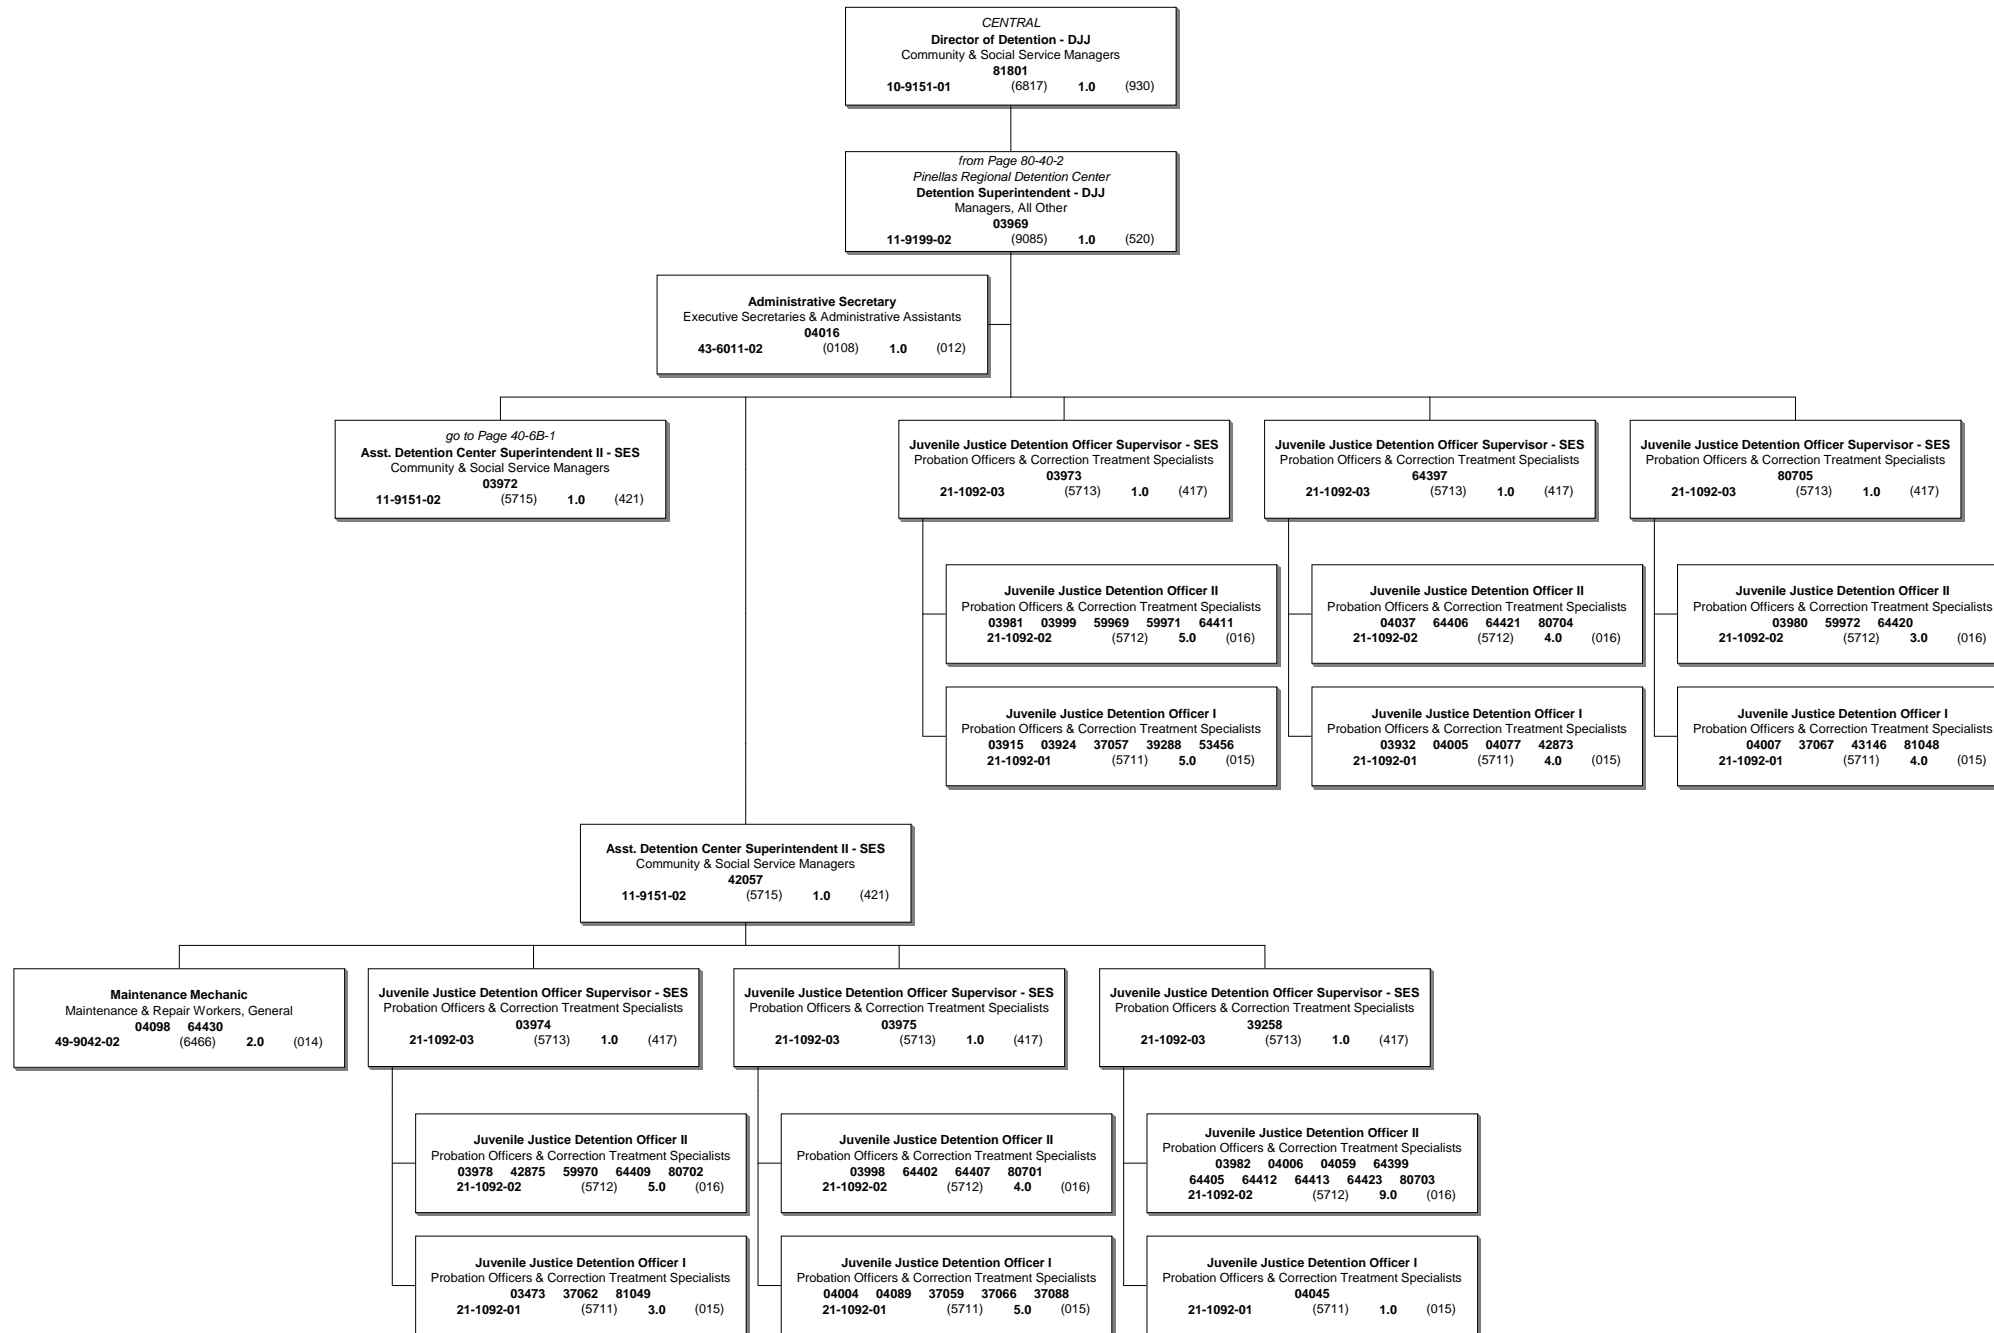 CENTRAL
Director of Detention - DJJ
Community & Social Service Managers
81801
10-9151-01 (6817) 1.0 (930)
from Page 80-40-2
Pinellas Regional Detention Center
Detention Superintendent - DJJ
Managers, All Other
03969
11-9199-02 (9085) 1.0 (520)
Administrative Secretary
Executive Secretaries & Administrative Assistants
04016
43-6011-02 (0108) 1.0 (012)
go to Page 40-6B-1
Asst. Detention Center Superintendent II - SES
Community & Social Service Managers
03972
11-9151-02 (5715) 1.0 (421)
Juvenile Justice Detention Officer Supervisor - SES
Probation Officers & Correction Treatment Specialists
03973
21-1092-03 (5713) 1.0 (417)
Juvenile Justice Detention Officer Supervisor - SES
Probation Officers & Correction Treatment Specialists
64397
21-1092-03 (5713) 1.0 (417)
Juvenile Justice Detention Officer Supervisor - SES
Probation Officers & Correction Treatment Specialists
80705
21-1092-03 (5713) 1.0 (417)
Juvenile Justice Detention Officer II
Probation Officers & Correction Treatment Specialists
03981 03999 59969 59971 64411
21-1092-02 (5712) 5.0 (016)
Juvenile Justice Detention Officer II
Probation Officers & Correction Treatment Specialists
04037 64406 64421 80704
21-1092-02 (5712) 4.0 (016)
Juvenile Justice Detention Officer II
Probation Officers & Correction Treatment Specialists
03980 59972 64420
21-1092-02 (5712) 3.0 (016)
Juvenile Justice Detention Officer I
Probation Officers & Correction Treatment Specialists
03915 03924 37057 39288 53456
21-1092-01 (5711) 5.0 (015)
Juvenile Justice Detention Officer I
Probation Officers & Correction Treatment Specialists
03932 04005 04077 42873
21-1092-01 (5711) 4.0 (015)
Juvenile Justice Detention Officer I
Probation Officers & Correction Treatment Specialists
04007 37067 43146 81048
21-1092-01 (5711) 4.0 (015)
Asst. Detention Center Superintendent II - SES
Community & Social Service Managers
42057
11-9151-02 (5715) 1.0 (421)
Maintenance Mechanic
Maintenance & Repair Workers, General
04098 64430
49-9042-02 (6466) 2.0 (014)
Juvenile Justice Detention Officer Supervisor - SES
Probation Officers & Correction Treatment Specialists
03974
21-1092-03 (5713) 1.0 (417)
Juvenile Justice Detention Officer Supervisor - SES
Probation Officers & Correction Treatment Specialists
03975
21-1092-03 (5713) 1.0 (417)
Juvenile Justice Detention Officer Supervisor - SES
Probation Officers & Correction Treatment Specialists
39258
21-1092-03 (5713) 1.0 (417)
Juvenile Justice Detention Officer II
Probation Officers & Correction Treatment Specialists
03978 42875 59970 64409 80702
21-1092-02 (5712) 5.0 (016)
Juvenile Justice Detention Officer II
Probation Officers & Correction Treatment Specialists
03998 64402 64407 80701
21-1092-02 (5712) 4.0 (016)
Juvenile Justice Detention Officer II
Probation Officers & Correction Treatment Specialists
03982 04006 04059 64399
64405 64412 64413 64423 80703
21-1092-02 (5712) 9.0 (016)
Juvenile Justice Detention Officer I
Probation Officers & Correction Treatment Specialists
03473 37062 81049
21-1092-01 (5711) 3.0 (015)
Juvenile Justice Detention Officer I
Probation Officers & Correction Treatment Specialists
04004 04089 37059 37066 37088
21-1092-01 (5711) 5.0 (015)
Juvenile Justice Detention Officer I
Probation Officers & Correction Treatment Specialists
04045
21-1092-01 (5711) 1.0 (015)